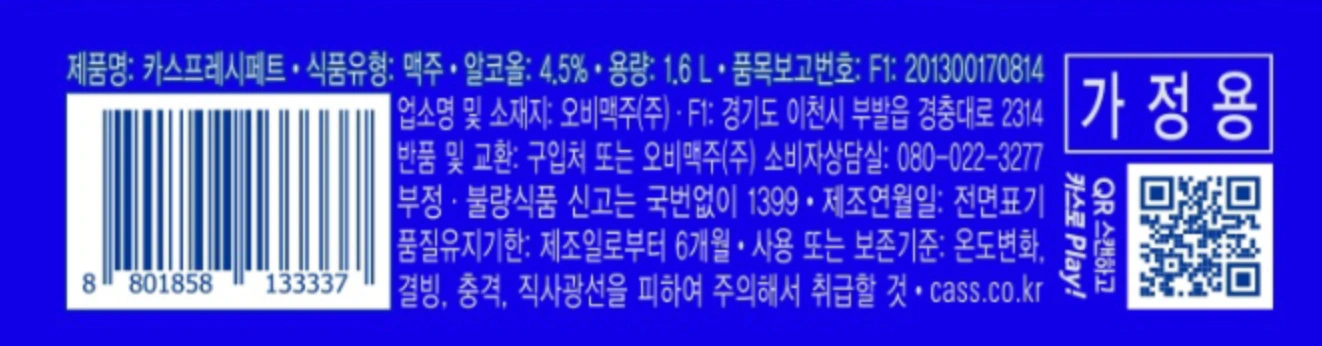 제품명: 카스프레시페트 • 식품유형: 맥주 • 알코올: 4.5% • 용량: 1.6 L • 품목보고번호: F1: 201300170814
업소명 및 소재지: 오비맥주(주) · F1: 경기도 이천시 부발읍 경충대로 2314
반품 및 교환: 구입처 또는 오비맥주(주) 소비자상담실: 080-022-3277
부정 · 불량식품 신고는 국번없이 1399 • 제조연월일: 전면표기
품질유지기한: 제조일로부터 6개월 • 사용 또는 보존기준: 온도변화,
결빙, 충격, 직사광선을 피하여 주의해서 취급할 것 • cass.co.kr
8 801858 133337
가정용
QR 스캔하고
카스로 Play!